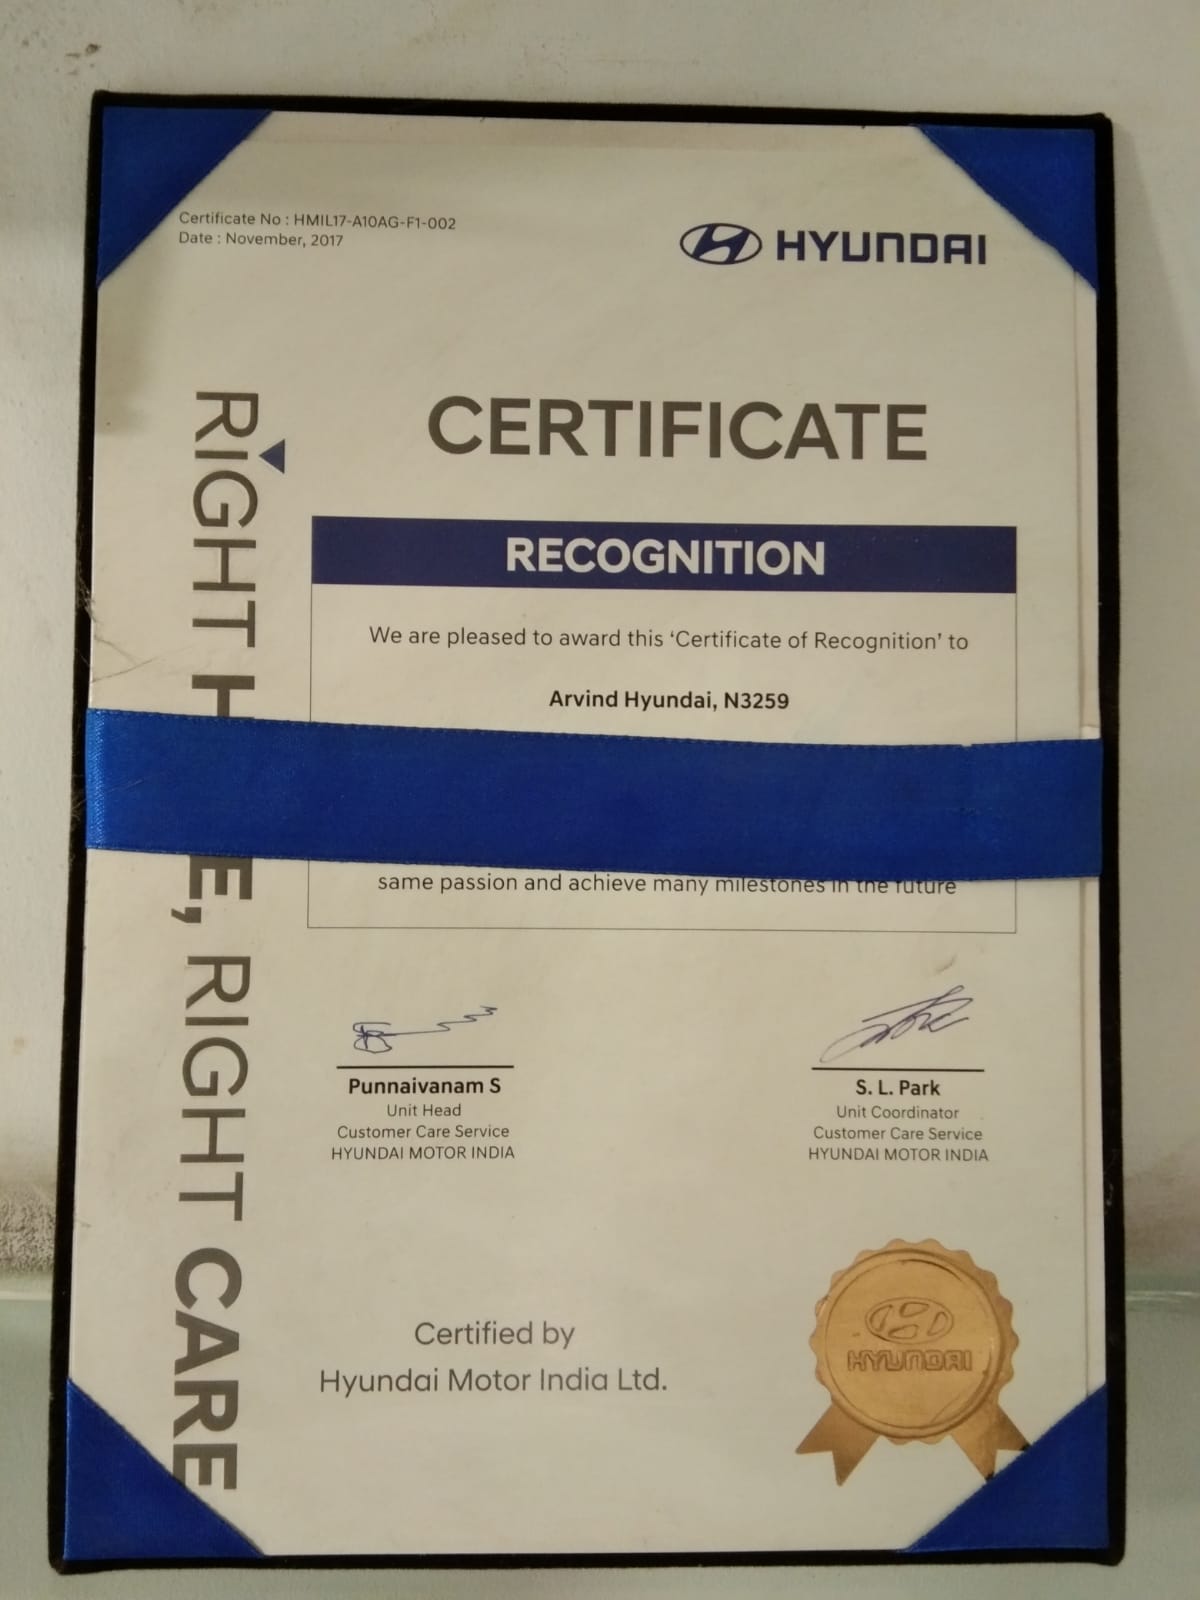 Certificate No : HMIL17-A10AG-F1-002
Date : November, 2017
HYUNDAI
CERTIFICATE
RECOGNITION
We are pleased to award this ‘Certificate of Recognition’ to
Arvind Hyundai, N3259
same passion and achieve many milestones in the future
Punnaivanam S
Unit Head
Customer Care Service
HYUNDAI MOTOR INDIA
S. L. Park
Unit Coordinator
Customer Care Service
HYUNDAI MOTOR INDIA
Certified by
Hyundai Motor India Ltd.
HYUNDAI
RIGHT H E, RIGHT CARE